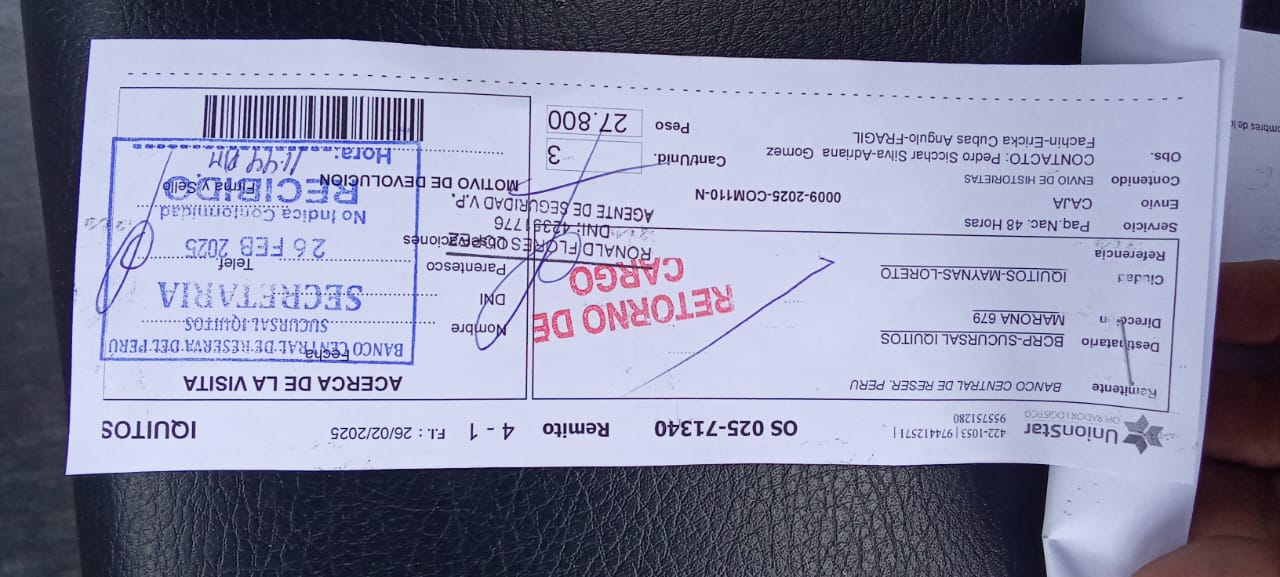 UnionStar
OPERADOR LOGÍSTICO
422-1053 | 974412571 |
955751280
OS 025-71340
Remito 4 - 1
F.I. : 26/02/2025
IQUITOS
Remitente BANCO CENTRAL DE RESER. PERU
Destinatario BCRP-SUCURSAL IQUITOS
Dirección MARONA 679
Ciudad IQUITOS-MAYNAS-LORETO
Referencia
RETORNO DE
CARGO
Servicio Paq.Nac. 48 Horas
Envio CAJA
0009-2025-COM110-N
Contenido ENVIO DE HISTORIETAS
Obs. CONTACTO: Pedro Sicchar Silva-Adriana Gomez
Fachin-Ericka Cubas Angulo-FRAGIL
Cant/Unid. 3
Peso 27.800
RONALD FLORES
DNI: 42351776
AGENTE DE SEGURIDAD V.P.
ACERCA DE LA VISITA
Fecha
Nombre
DNI
Parentesco
Telef
Observaciones
MOTIVO DE DEVOLUCIÓN
Firma y Sello
BANCO CENTRAL DE RESERVA DEL PERU
SUCURSAL IQUITOS
SECRETARIA
26 FEB 2025
No Indica Conformidad
RECIBIDO
Hora: 11:44 am